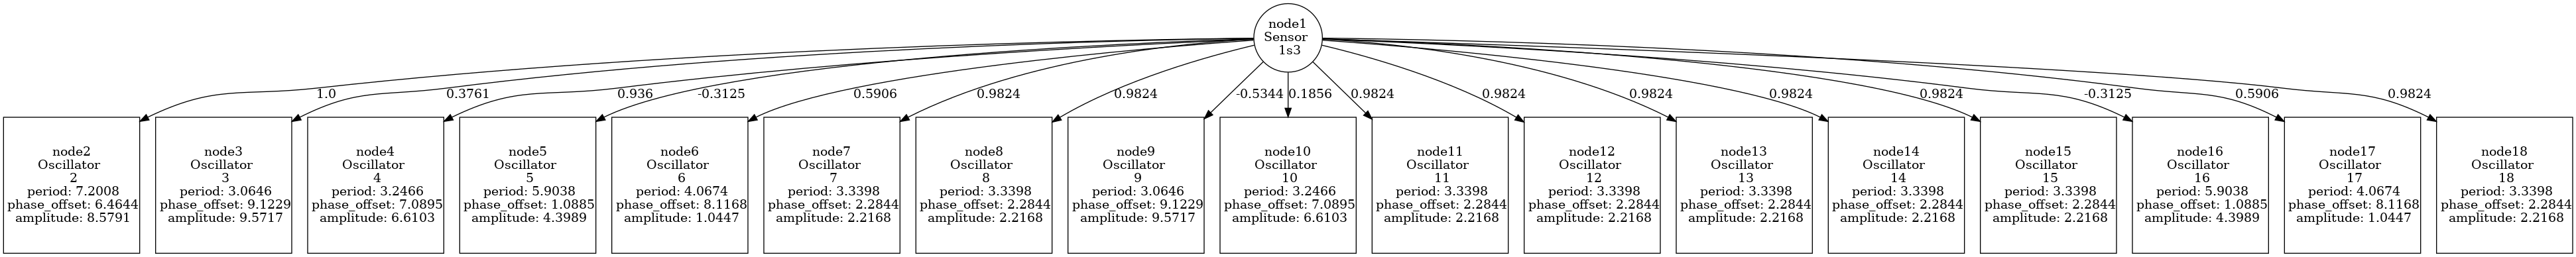 node1
Sensor
1s3
1.0
0.3761
0.936
-0.3125
0.5906
0.9824
0.9824
-0.5344
0.1856
0.9824
0.9824
0.9824
0.9824
0.9824
-0.3125
0.5906
0.9824
node2
Oscillator
2
period: 7.2008
phase_offset: 6.4644
amplitude: 8.5791
node3
Oscillator
3
period: 3.0646
phase_offset: 9.1229
amplitude: 9.5717
node4
Oscillator
4
period: 3.2466
phase_offset: 7.0895
amplitude: 6.6103
node5
Oscillator
5
period: 5.9038
phase_offset: 1.0885
amplitude: 4.3989
node6
Oscillator
6
period: 4.0674
phase_offset: 8.1168
amplitude: 1.0447
node7
Oscillator
7
period: 3.3398
phase_offset: 2.2844
amplitude: 2.2168
node8
Oscillator
8
period: 3.3398
phase_offset: 2.2844
amplitude: 2.2168
node9
Oscillator
9
period: 3.0646
phase_offset: 9.1229
amplitude: 9.5717
node10
Oscillator
10
period: 3.2466
phase_offset: 7.0895
amplitude: 6.6103
node11
Oscillator
11
period: 3.3398
phase_offset: 2.2844
amplitude: 2.2168
node12
Oscillator
12
period: 3.3398
phase_offset: 2.2844
amplitude: 2.2168
node13
Oscillator
13
period: 3.3398
phase_offset: 2.2844
amplitude: 2.2168
node14
Oscillator
14
period: 3.3398
phase_offset: 2.2844
amplitude: 2.2168
node15
Oscillator
15
period: 3.3398
phase_offset: 2.2844
amplitude: 2.2168
node16
Oscillator
16
period: 5.9038
phase_offset: 1.0885
amplitude: 4.3989
node17
Oscillator
17
period: 4.0674
phase_offset: 8.1168
amplitude: 1.0447
node18
Oscillator
18
period: 3.3398
phase_offset: 2.2844
amplitude: 2.2168